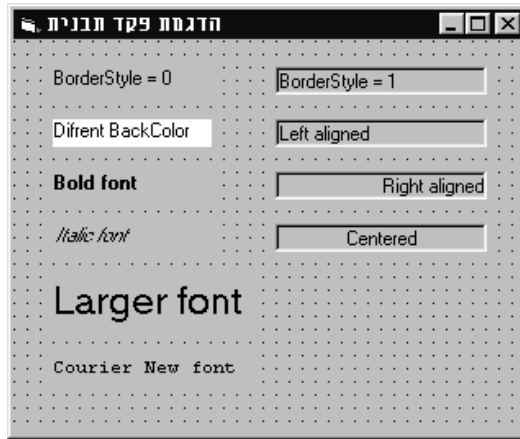 הדגמת פקד תבנית
BorderStyle = 0
BorderStyle = 1
Difrent BackColor
Left aligned
Bold font
Right aligned
Italic font
Centered
Larger font
Courier New font